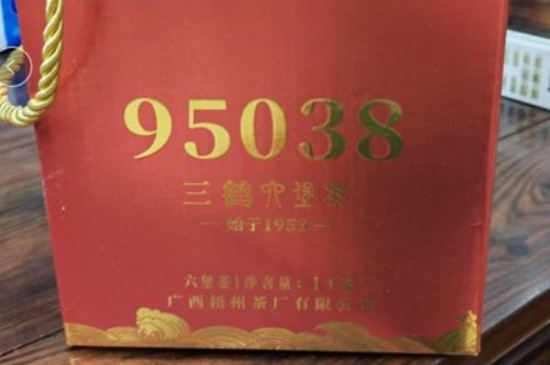 95038
三鹤六堡茶
始于1953
六堡茶 净含量:1千克
广西梧州茶厂有限公司